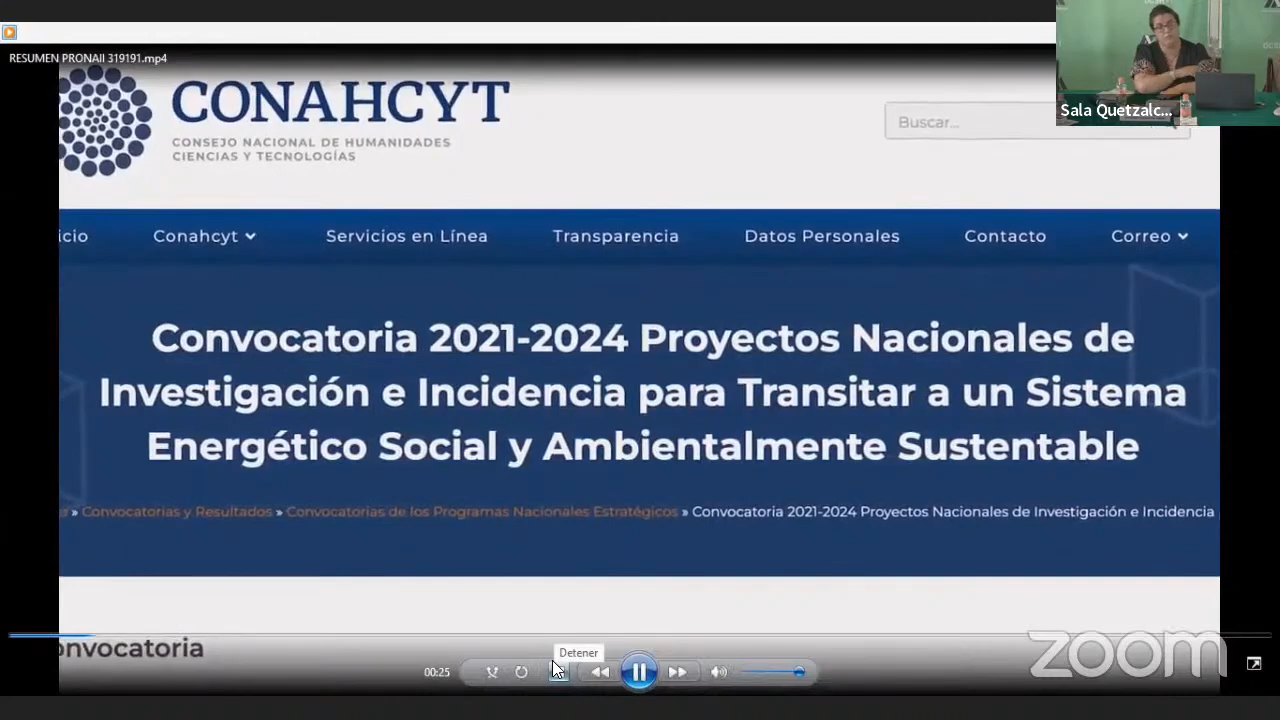 RESUMEN PRONAII 319191.mp4
CONAHCYT
CONSEJO NACIONAL DE HUMANIDADES
CIENCIAS Y TECNOLOGÍAS
Buscar...
Sala Quetzalc...
icio Conahcyt Servicios en Línea Transparencia Datos Personales Contacto Correo
Convocatoria 2021-2024 Proyectos Nacionales de
Investigación e Incidencia para Transitar a un Sistema
Energético Social y Ambientalmente Sustentable
» Convocatorias y Resultados » Convocatorias de los Programas Nacionales Estratégicos » Convocatoria 2021-2024 Proyectos Nacionales de Investigación e Incidencia
onvocatoria
Detener
00:25
zoom